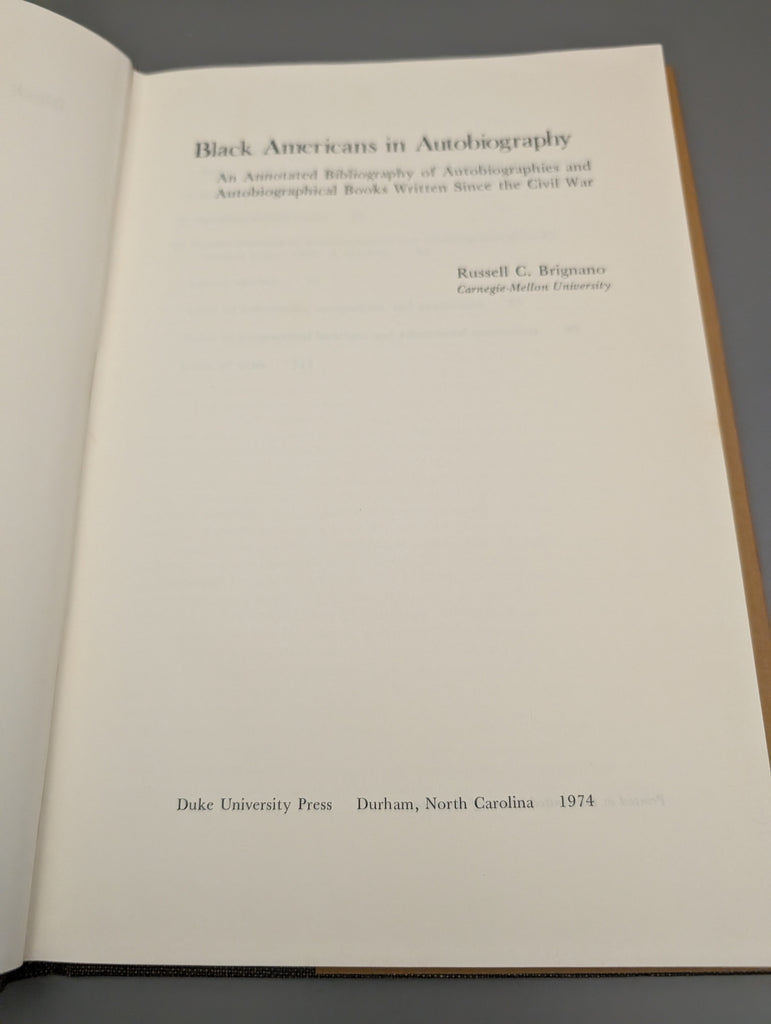 Black Americans in Autobiography
An Annotated Bibliography of Autobiographies and
Autobiographical Books Written Since the Civil War
Russell C. Brignano
Carnegie-Mellon University
Duke University Press Durham, North Carolina 1974